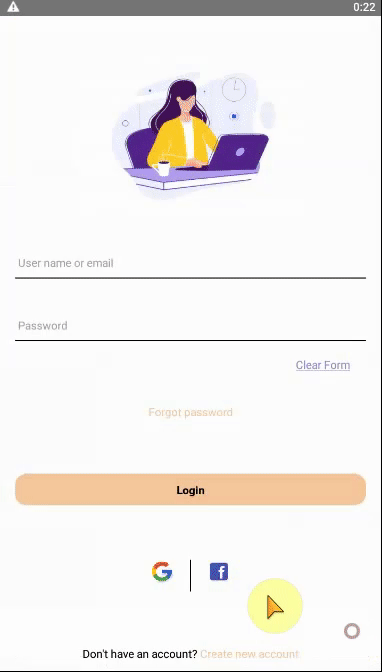 0:22
User name or email
Password
Clear Form
Forgot password
Login
Don't have an account? Create new account